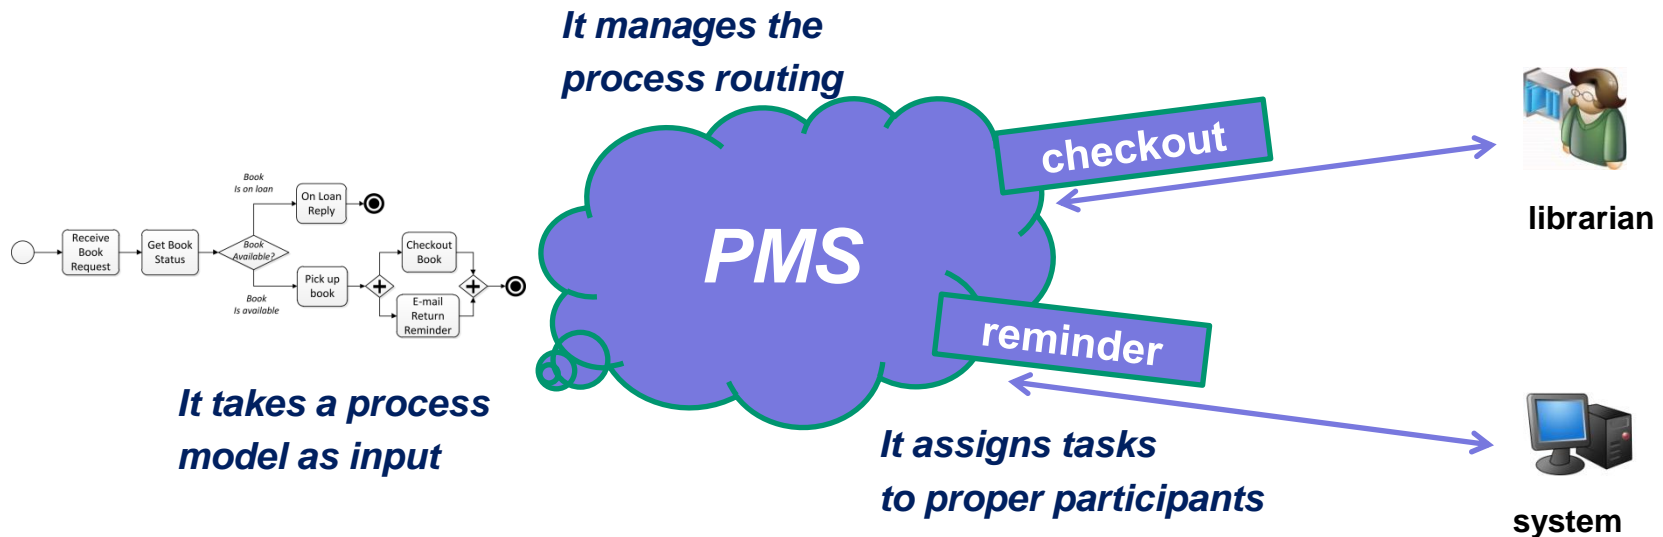 It manages the
process routing
checkout
librarian
PMS
reminder
Book
Is on loan
On Loan
Reply
Receive
Book
Request
Get Book
Status
Book
Available?
Checkout
Book
Pick up
book
Book
Is available
E-mail
Return
Reminder
It takes a process
model as input
It assigns tasks
to proper participants
system